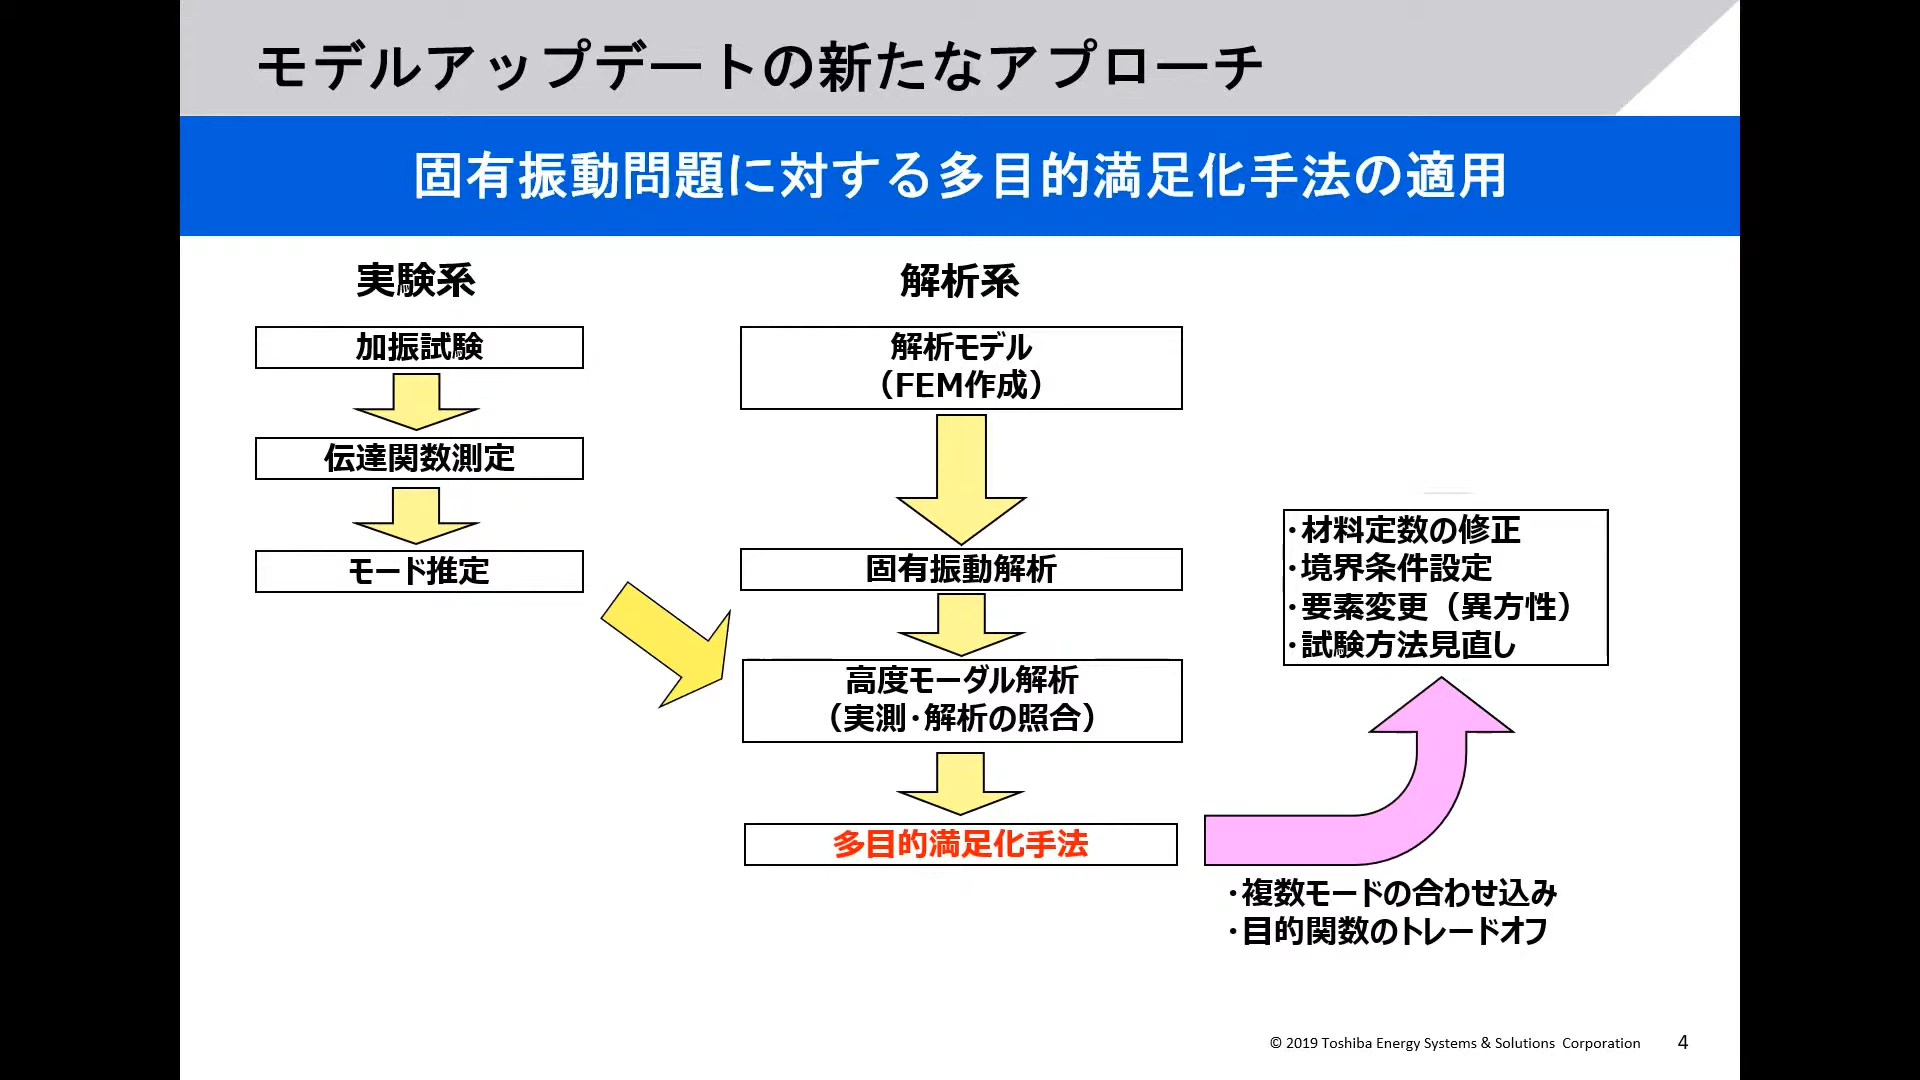 モデルアップデートの新たなアプローチ
固有振動問題に対する多目的満足化手法の適用
実験系
加振試験
伝達関数測定
モード推定
解析系
解析モデル
（FEM作成）
固有振動解析
高度モーダル解析
（実測・解析の照合）
多目的満足化手法
・材料定数の修正
・境界条件設定
・要素変更（異方性）
・試験方法見直し
・複数モードの合わせ込み
・目的関数のトレードオフ
© 2019 Toshiba Energy Systems & Solutions Corporation 4